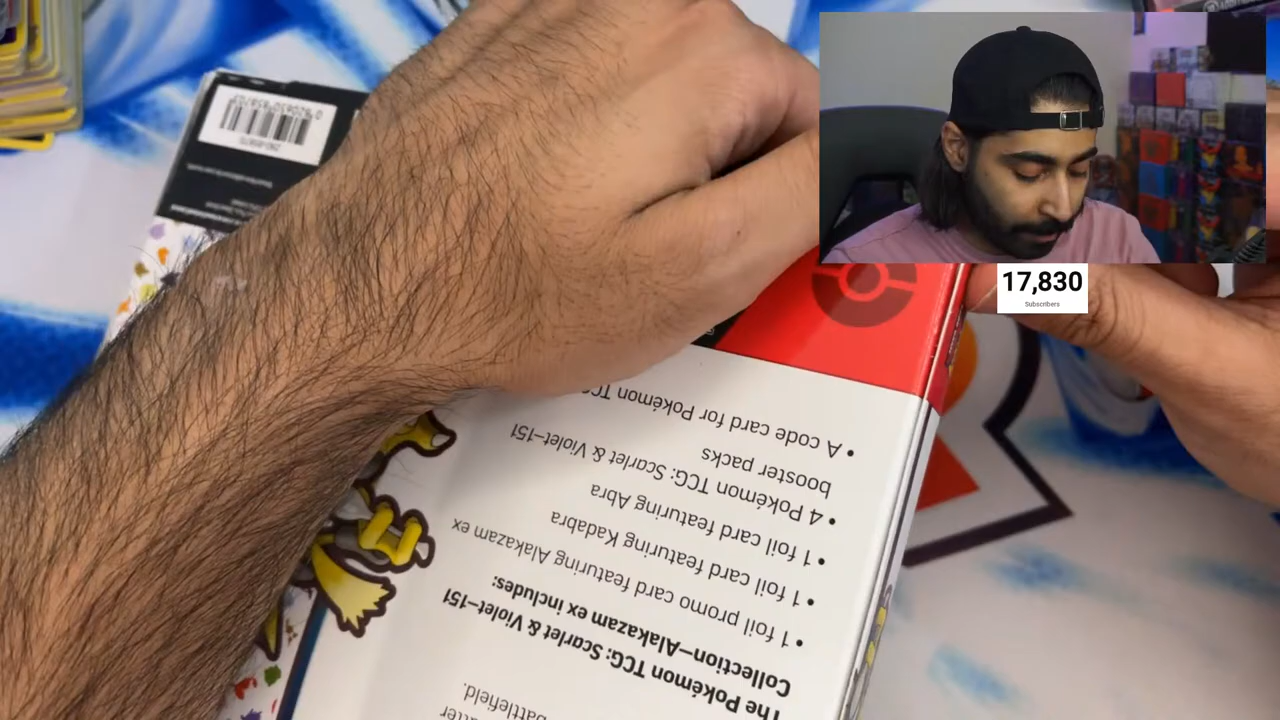 17,830
Subscribers
atter
battlefield.
The Pokémon TCG: Scarlet & Violet–151
Collection–Alakazam ex includes:
• 1 foil promo card featuring Alakazam ex
• 1 foil card featuring Kadabra
• 1 foil card featuring Abra
• 4 Pokémon TCG: Scarlet & Violet–151
booster packs
• A code card for Pokémon TC